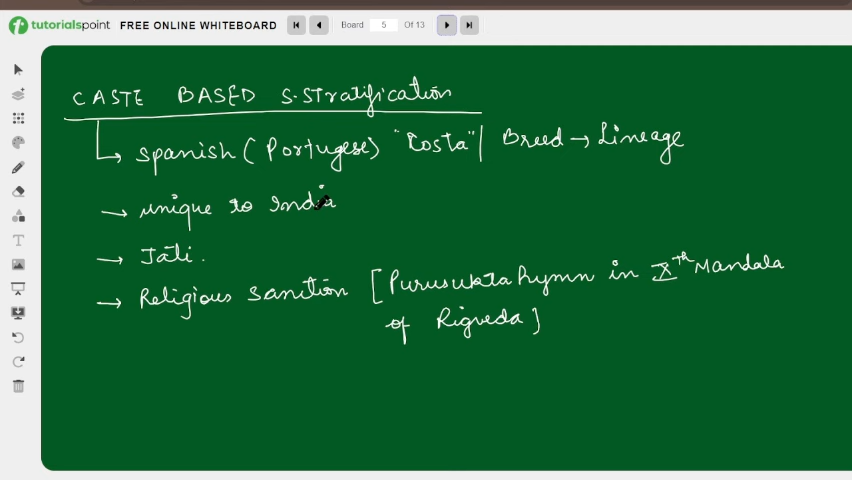 tutorialspoint FREE ONLINE WHITEBOARD Board 5 Of 13
CASTE BASED S.Stratification
↳ Spanish (Portugese) "Costa" | Breed → Lineage
→ unique to India
→ Jāti.
→ Religious Sanction [Purusukta hymn in Xth Mandala
of Rigveda]